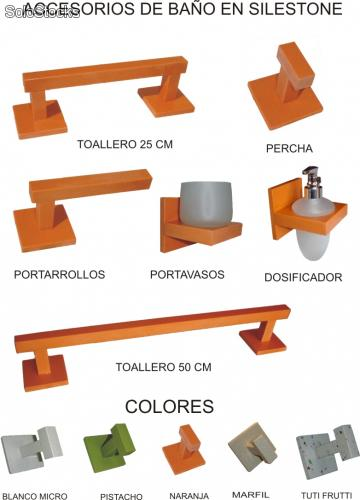 ACCESORIOS DE BAÑO EN SILESTONE
SoloStocks
TOALLERO 25 CM
PERCHA
PORTARROLLOS
PORTAVASOS
DOSIFICADOR
TOALLERO 50 CM
COLORES
BLANCO MICRO
PISTACHO
NARANJA
MARFIL
TUTI FRUTTI